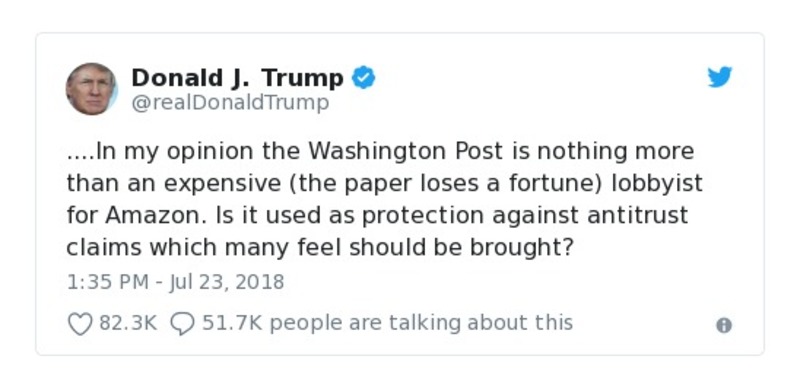 Donald J. Trump
@realDonaldTrump
....In my opinion the Washington Post is nothing more
than an expensive (the paper loses a fortune) lobbyist
for Amazon. Is it used as protection against antitrust
claims which many feel should be brought?
1:35 PM - Jul 23, 2018
82.3K 51.7K people are talking about this